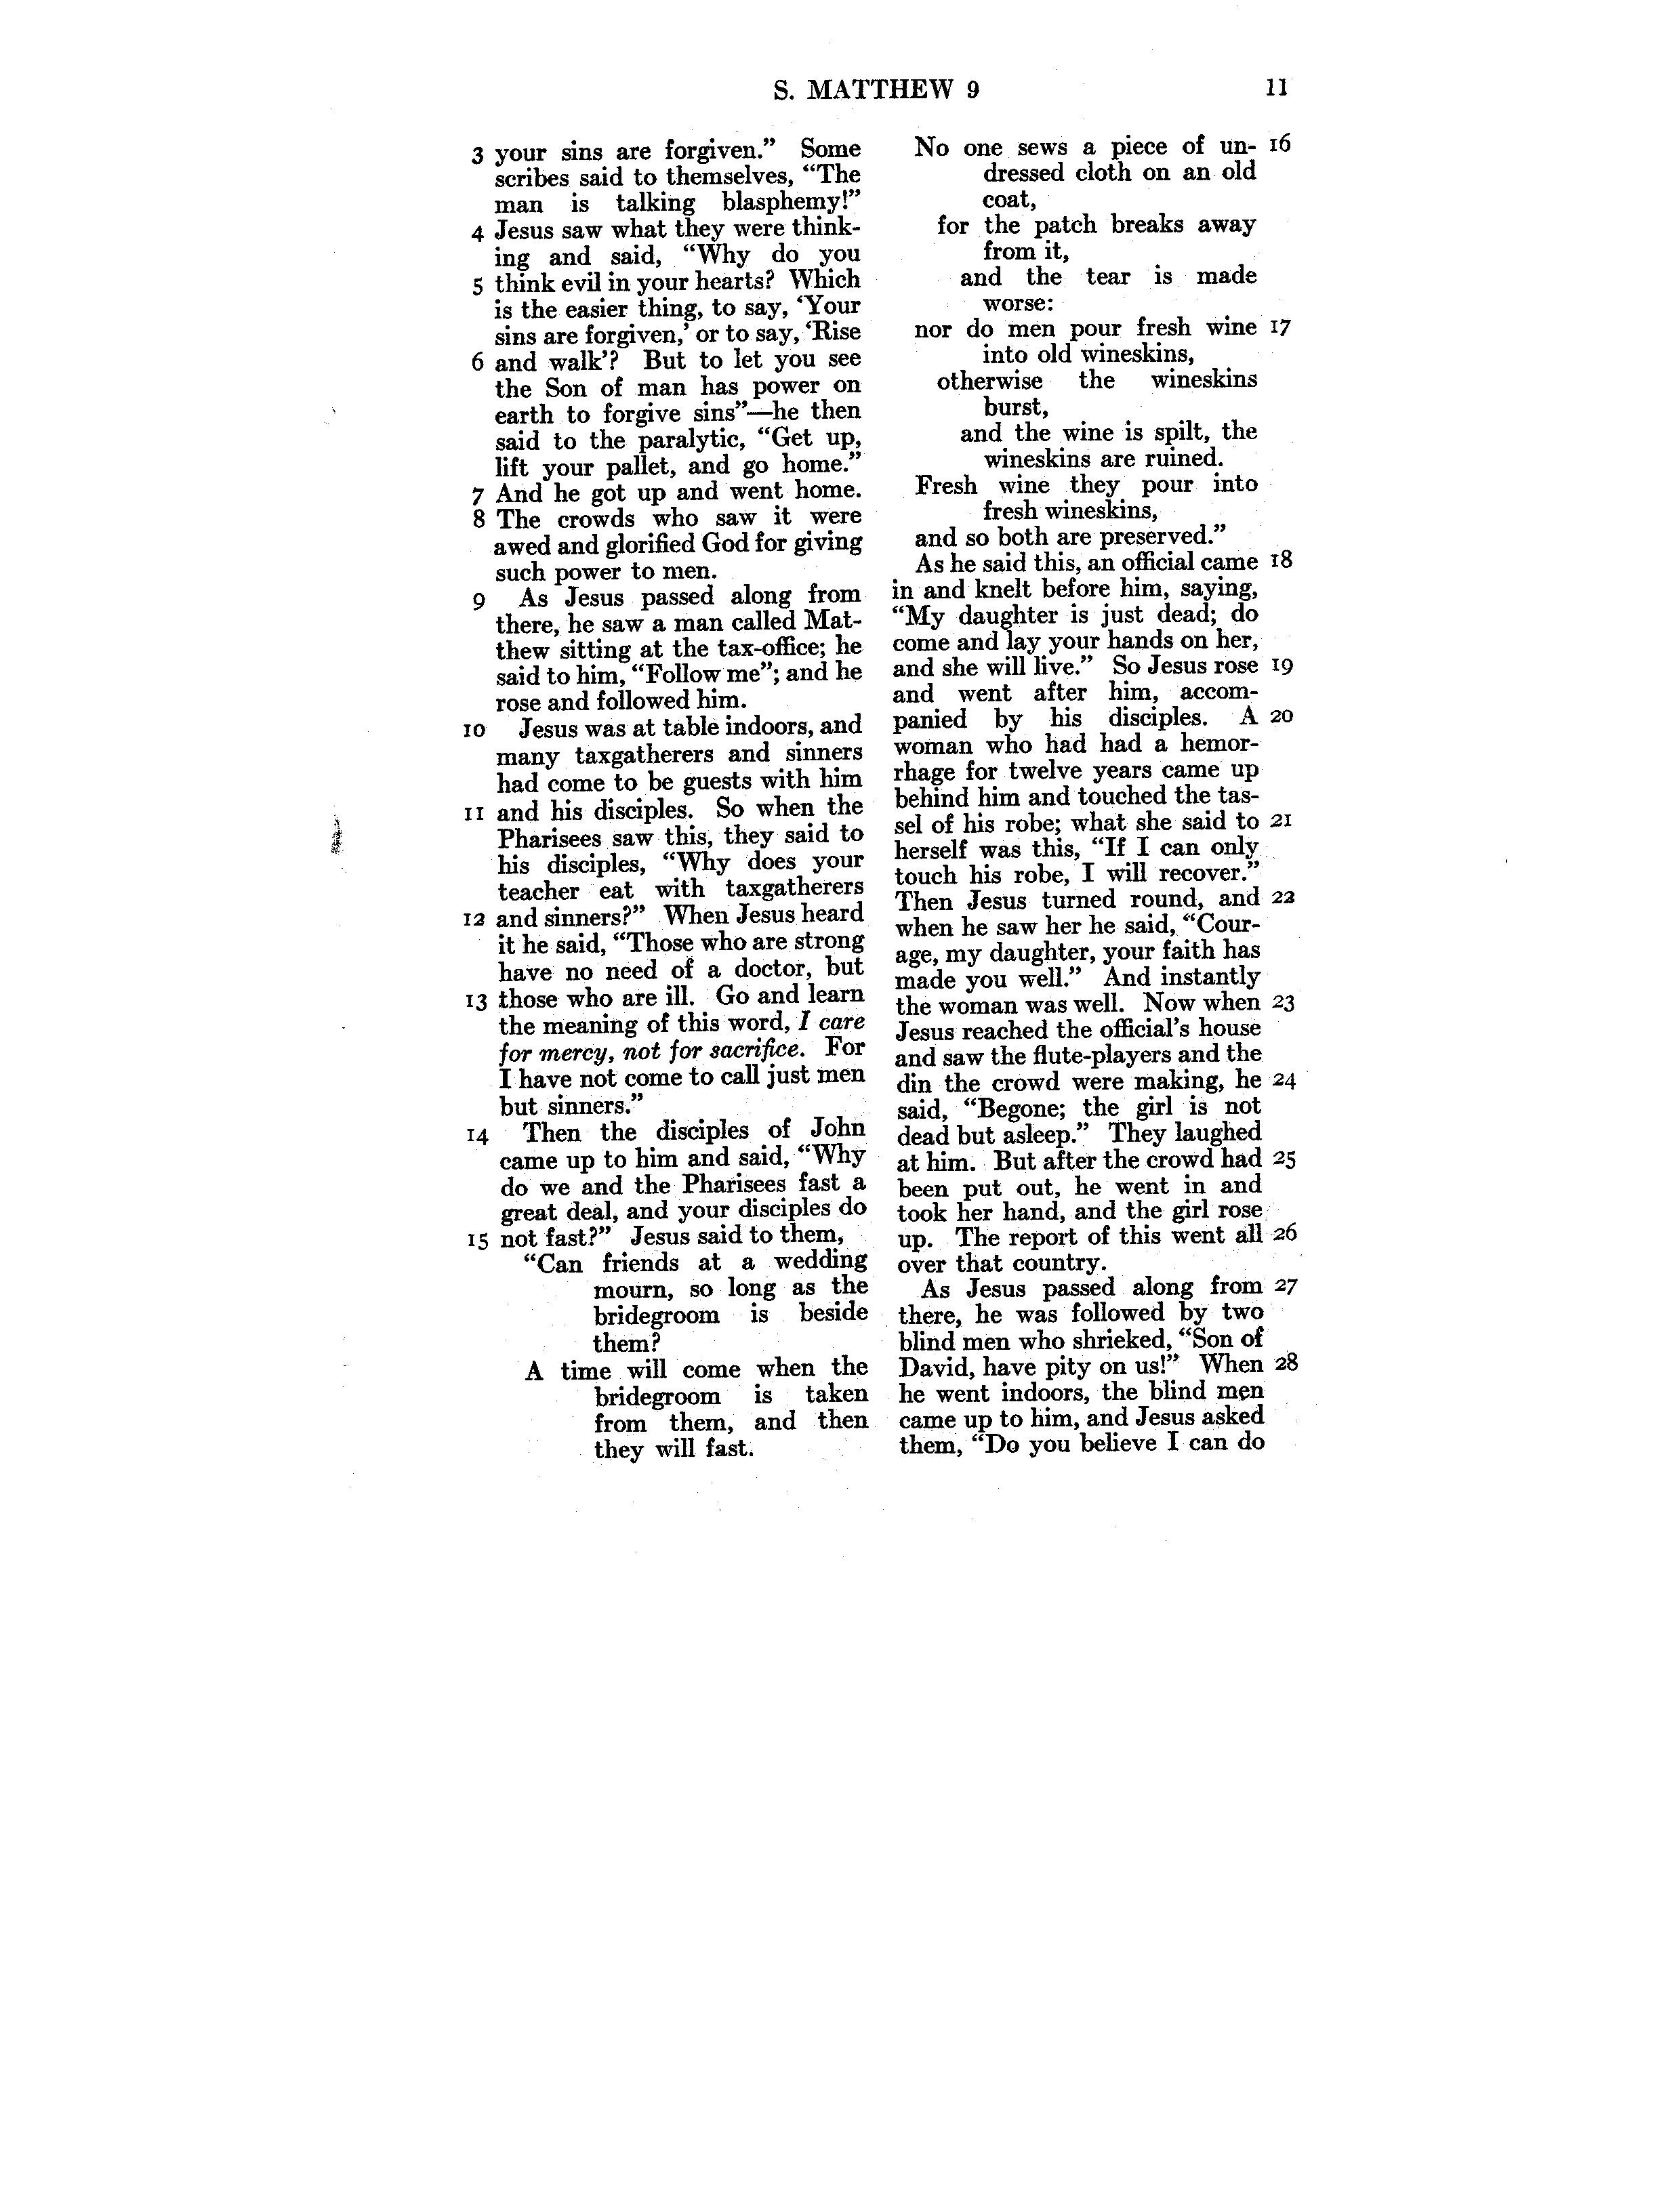 S. MATTHEW 9 11
3 your sins are forgiven.” Some
scribes said to themselves, “The
man is talking blasphemy!”
4 Jesus saw what they were think-
ing and said, “Why do you
5 think evil in your hearts? Which
is the easier thing, to say, ‘Your
sins are forgiven,’ or to say, ‘Rise
6 and walk’? But to let you see
the Son of man has power on
earth to forgive sins”—he then
said to the paralytic, “Get up,
lift your pallet, and go home.”
7 And he got up and went home.
8 The crowds who saw it were
awed and glorified God for giving
such power to men.
9 As Jesus passed along from
there, he saw a man called Mat-
thew sitting at the tax-office; he
said to him, “Follow me”; and he
rose and followed him.
10 Jesus was at table indoors, and
many taxgatherers and sinners
had come to be guests with him
11 and his disciples. So when the
Pharisees saw this, they said to
his disciples, “Why does your
teacher eat with taxgatherers
12 and sinners?” When Jesus heard
it he said, “Those who are strong
have no need of a doctor, but
13 those who are ill. Go and learn
the meaning of this word, I care
for mercy, not for sacrifice. For
I have not come to call just men
but sinners.”
14 Then the disciples of John
came up to him and said, “Why
do we and the Pharisees fast a
great deal, and your disciples do
15 not fast?” Jesus said to them,
“Can friends at a wedding
mourn, so long as the
bridegroom is beside
them?
A time will come when the
bridegroom is taken
from them, and then
they will fast.
No one sews a piece of un- 16
dressed cloth on an old
coat,
for the patch breaks away
from it,
and the tear is made
worse:
nor do men pour fresh wine 17
into old wineskins,
otherwise the wineskins
burst,
and the wine is spilt, the
wineskins are ruined.
Fresh wine they pour into
fresh wineskins,
and so both are preserved.”
As he said this, an official came 18
in and knelt before him, saying,
“My daughter is just dead; do
come and lay your hands on her,
and she will live.” So Jesus rose 19
and went after him, accom-
panied by his disciples. A 20
woman who had had a hemor-
rhage for twelve years came up
behind him and touched the tas-
sel of his robe; what she said to 21
herself was this, “If I can only
touch his robe, I will recover.”
Then Jesus turned round, and 22
when he saw her he said, “Cour-
age, my daughter, your faith has
made you well.” And instantly
the woman was well. Now when 23
Jesus reached the official’s house
and saw the flute-players and the
din the crowd were making, he 24
said, “Begone; the girl is not
dead but asleep.” They laughed
at him. But after the crowd had 25
been put out, he went in and
took her hand, and the girl rose
up. The report of this went all 26
over that country.
As Jesus passed along from 27
there, he was followed by two
blind men who shrieked, “Son of
David, have pity on us!” When 28
he went indoors, the blind men
came up to him, and Jesus asked
them, “Do you believe I can do